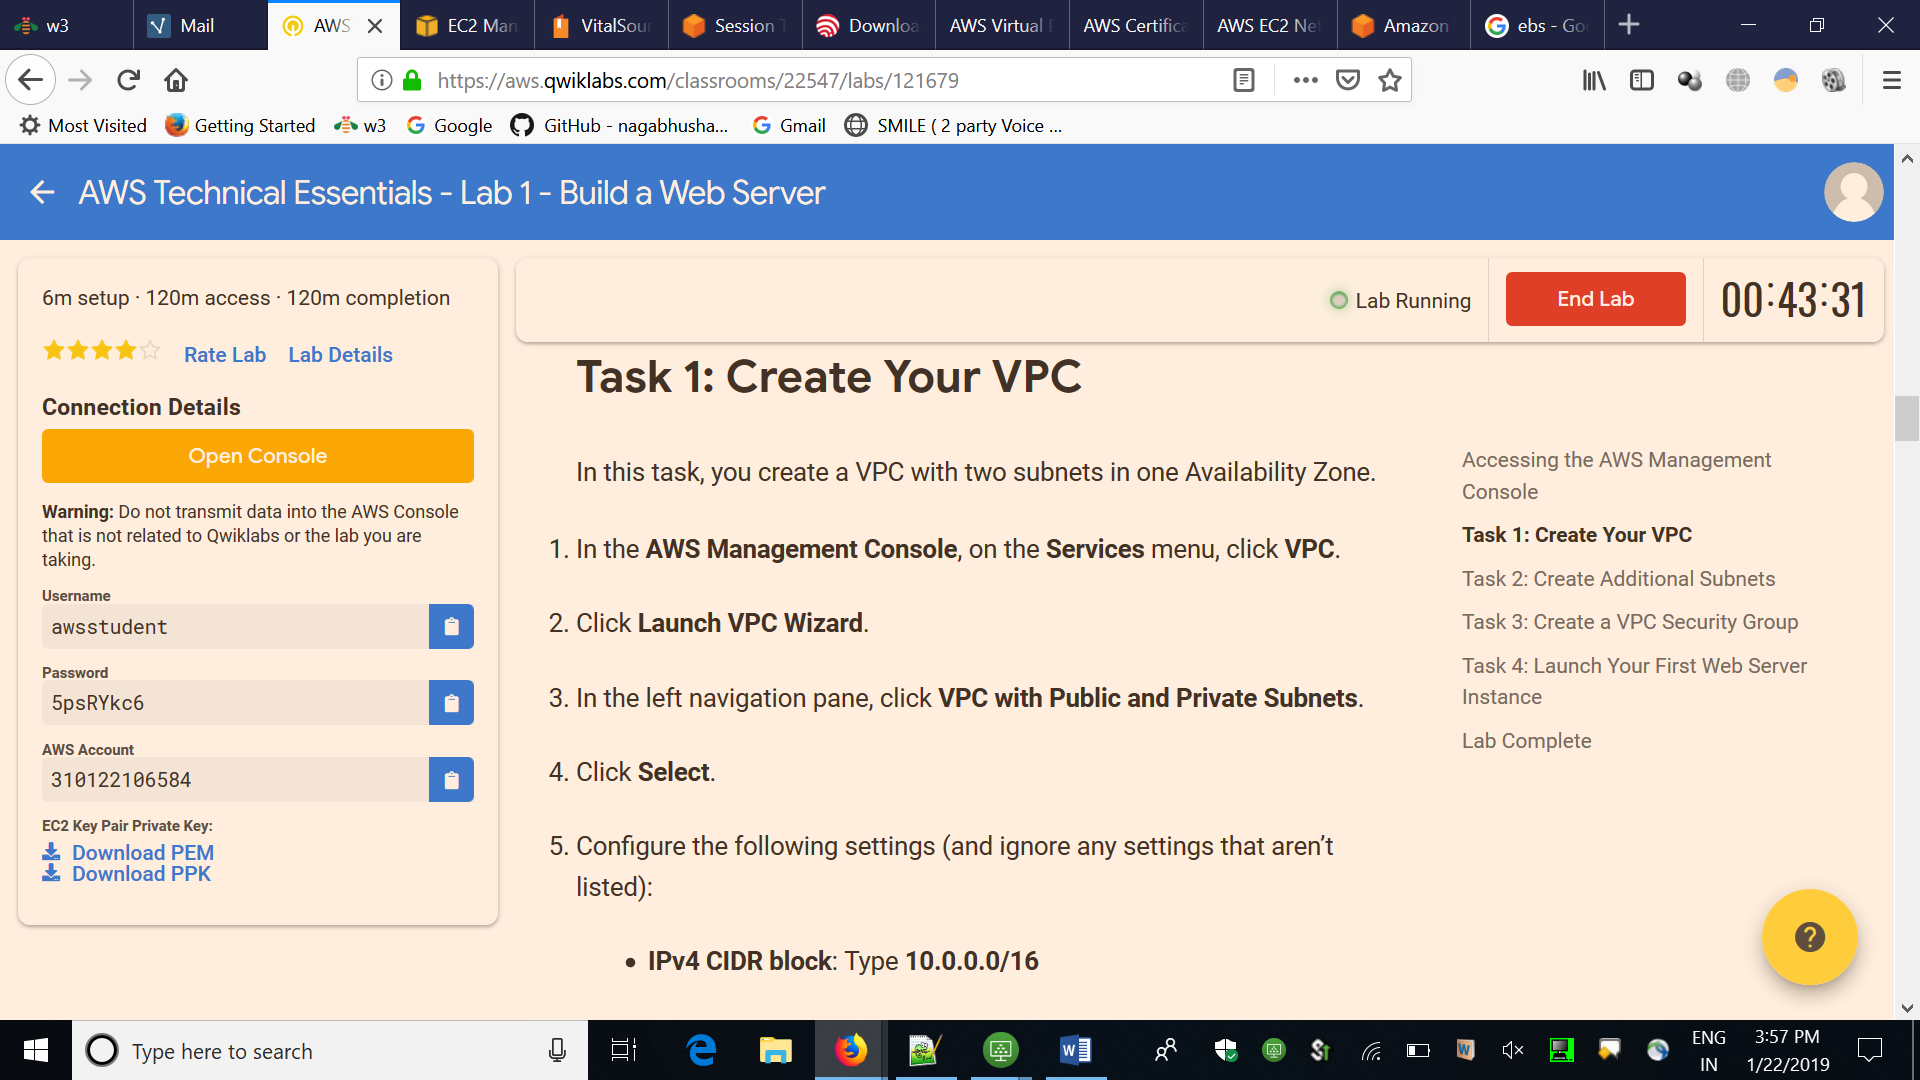 w3
Mail
AWS
EC2 Man
VitalSour
Session T
Downloa
AWS Virtual P
AWS Certifica
AWS EC2 Net
Amazon
ebs - Goo
https://aws.qwiklabs.com/classrooms/22547/labs/121679
Most Visited
Getting Started
w3
Google
GitHub - nagabhusha...
Gmail
SMILE ( 2 party Voice ...
AWS Technical Essentials - Lab 1 - Build a Web Server
6m setup · 120m access · 120m completion
Rate Lab
Lab Details
Connection Details
Open Console
Warning: Do not transmit data into the AWS Console
that is not related to Qwiklabs or the lab you are
taking.
Username
awsstudent
Password
5psRYkc6
AWS Account
310122106584
EC2 Key Pair Private Key:
Download PEM
Download PPK
Lab Running
End Lab
00:43:31
Task 1: Create Your VPC
In this task, you create a VPC with two subnets in one Availability Zone.
1. In the AWS Management Console, on the Services menu, click VPC.
2. Click Launch VPC Wizard.
3. In the left navigation pane, click VPC with Public and Private Subnets.
4. Click Select.
5. Configure the following settings (and ignore any settings that aren't
listed):
• IPv4 CIDR block: Type 10.0.0.0/16
Accessing the AWS Management
Console
Task 1: Create Your VPC
Task 2: Create Additional Subnets
Task 3: Create a VPC Security Group
Task 4: Launch Your First Web Server
Instance
Lab Complete
Type here to search
ENG
IN
3:57 PM
1/22/2019